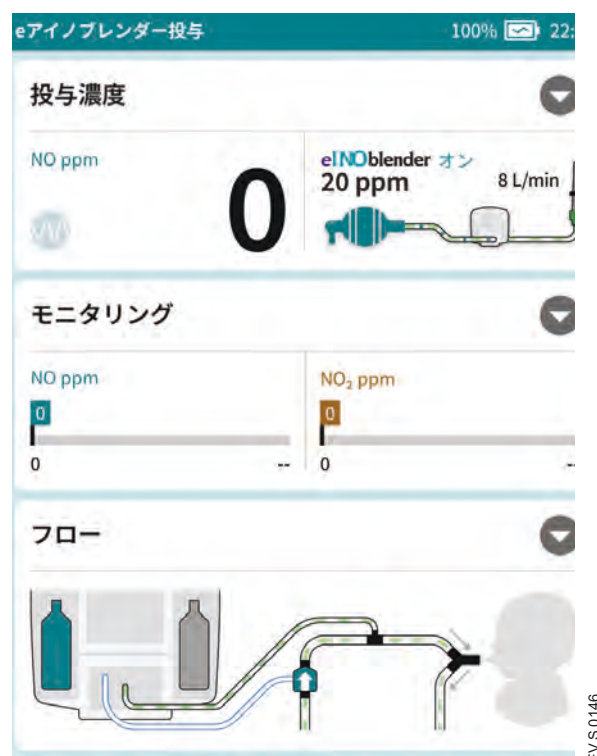 eアイノブレンダー投与 100% 22:
投与濃度
NO ppm
0
eINOblender オン
20 ppm
8 L/min
モニタリング
NO ppm
0
0 --
NO₂ ppm
0
0
フロー